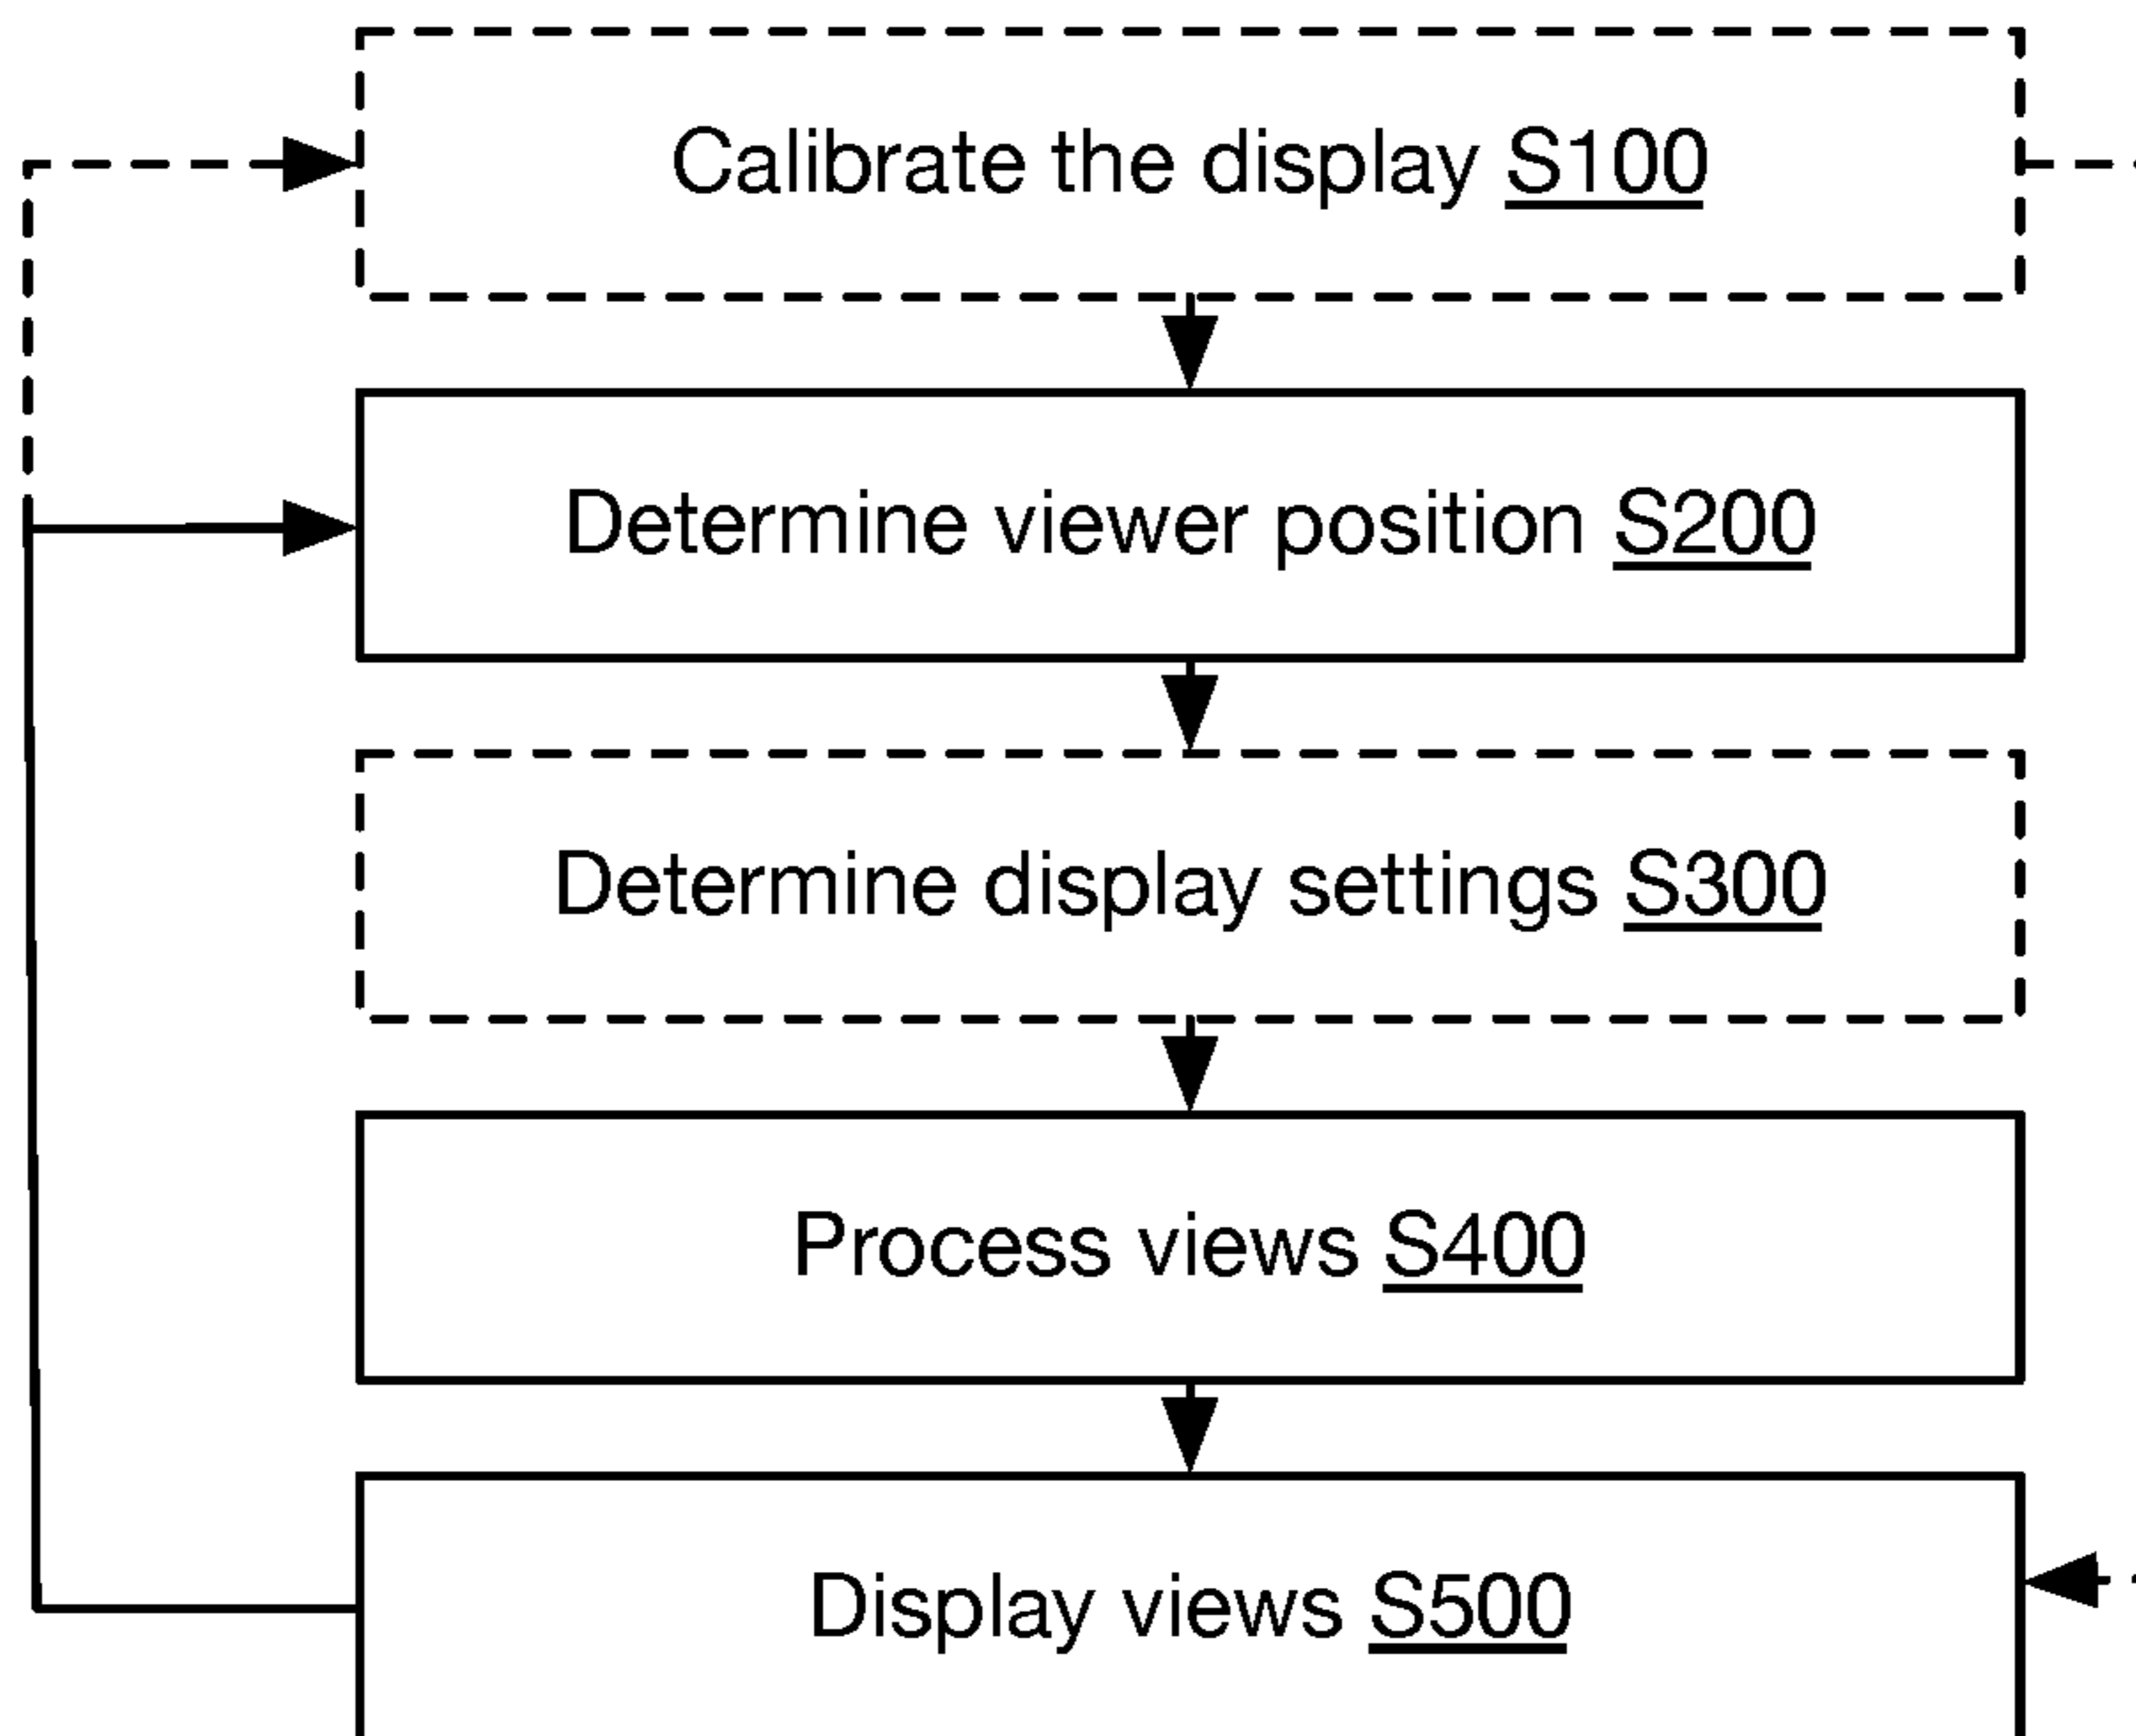 Calibrate the display S100
Determine viewer position S200
Determine display settings S300
Process views S400
Display views S500